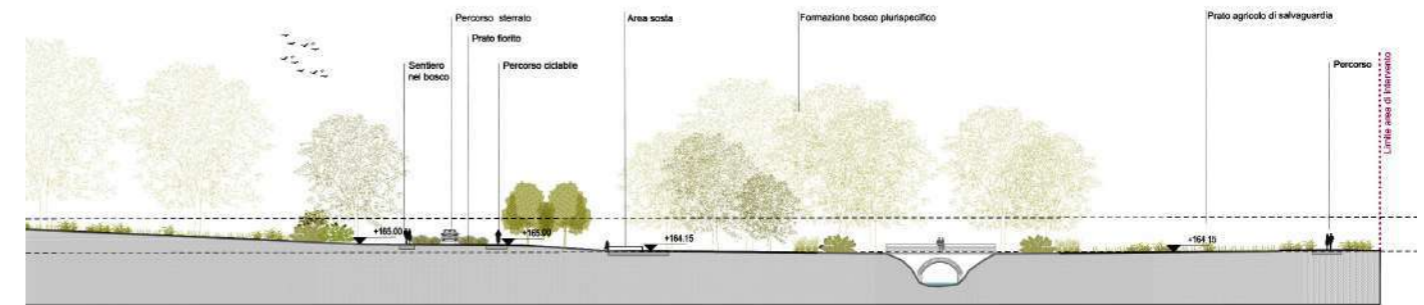 Percorso sterrato
Area sosta
Formazione bosco plurispecifico
Prato agricolo di salvaguardia
Prato fiorito
Sentiero
nel bosco
Percorso ciclabile
Percorso
Limite area di intervento
+165.00
+165.00
+164.15
+164.15